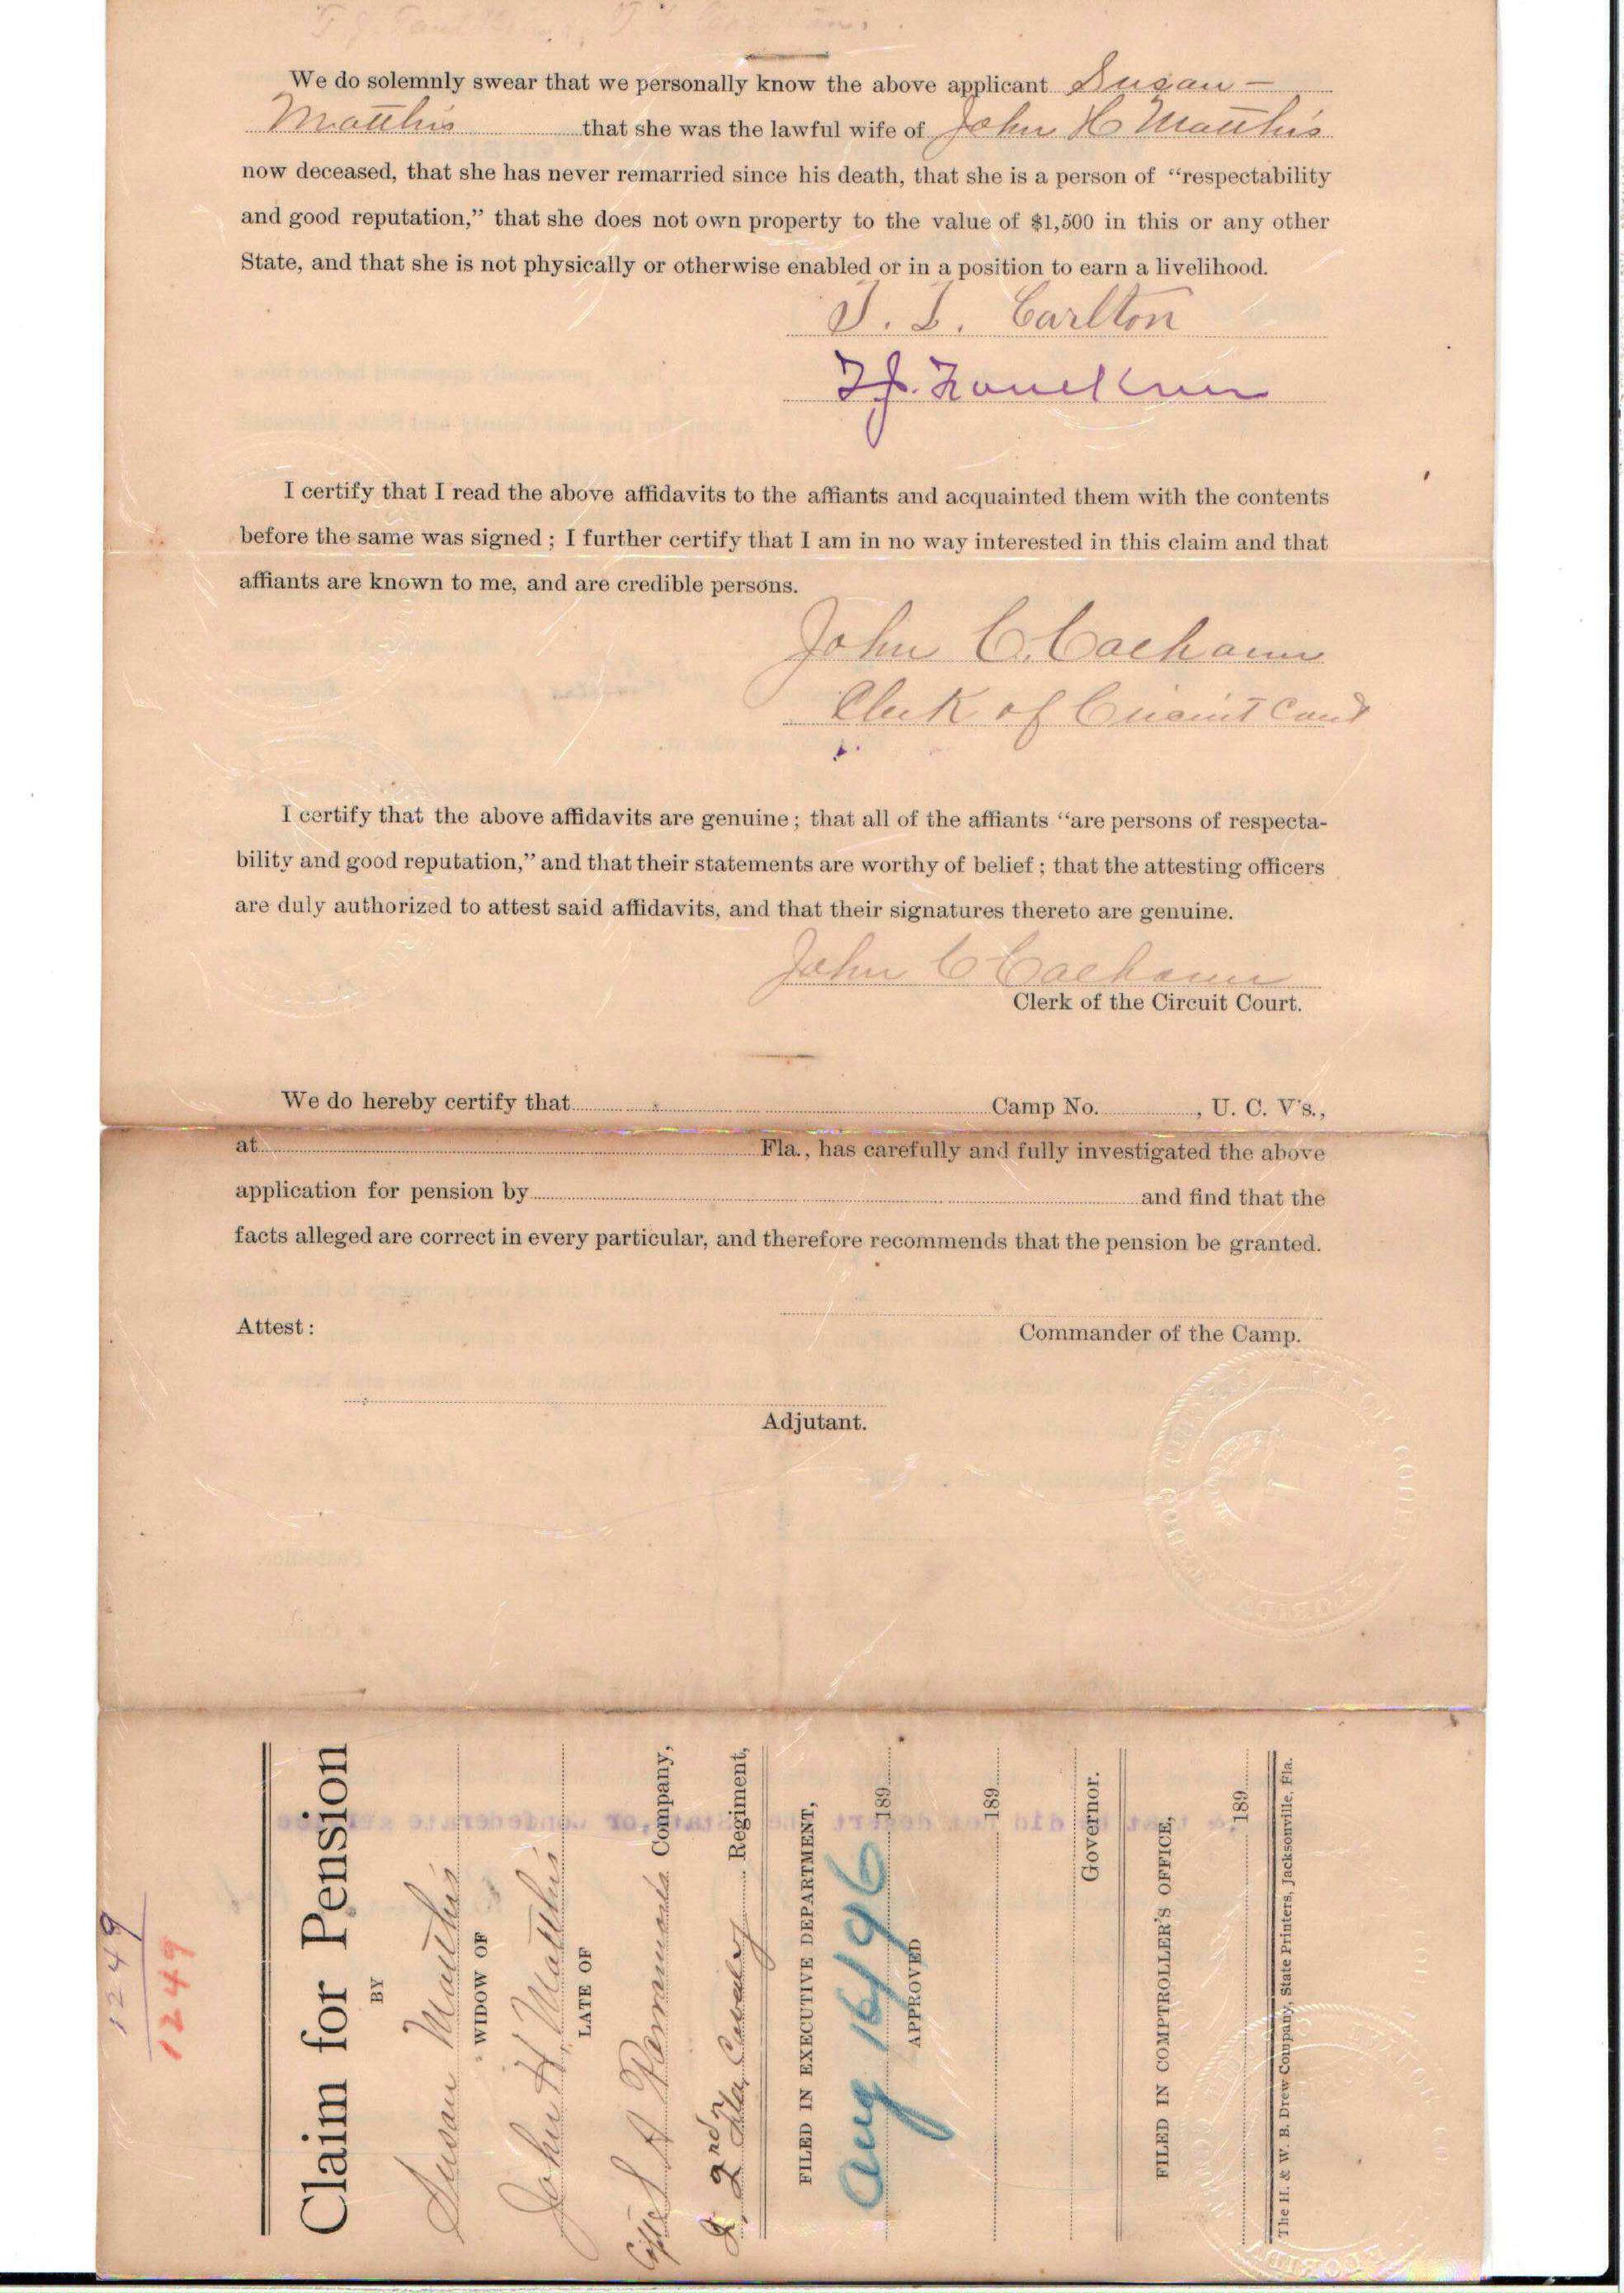 We do solemnly swear that we personally know the above applicant Susan
Matthis that she was the lawful wife of John H Matthis
now deceased, that she has never remarried since his death, that she is a person of "respectability
and good reputation," that she does not own property to the value of $1,500 in this or any other
State, and that she is not physically or otherwise enabled or in a position to earn a livelihood.
T. L. Carlton
T J. Faulkner
I certify that I read the above affidavits to the affiants and acquainted them with the contents
before the same was signed; I further certify that I am in no way interested in this claim and that
affiants are known to me, and are credible persons.
John C. Calhoun
Clerk of Circuit Court
I certify that the above affidavits are genuine; that all of the affiants "are persons of respecta-
bility and good reputation," and that their statements are worthy of belief; that the attesting officers
are duly authorized to attest said affidavits, and that their signatures thereto are genuine.
John C Calhoun
Clerk of the Circuit Court.
We do hereby certify that Camp No. , U. C. V's.,
at Fla., has carefully and fully investigated the above
application for pension by and find that the
facts alleged are correct in every particular, and therefore recommends that the pension be granted.
Attest:
Commander of the Camp.
Adjutant.
1249
1249
Claim for Pension
BY
Susan Matthis
WIDOW OF
John H. Matthis
LATE OF
Company,
2nd Fla, Cavalry Regiment,
FILED IN EXECUTIVE DEPARTMENT,
Aug 16/96 189
APPROVED
189
Governor.
FILED IN COMPTROLLER'S OFFICE,
189
The H. & W. B. Drew Company, State Printers, Jacksonville, Fla.